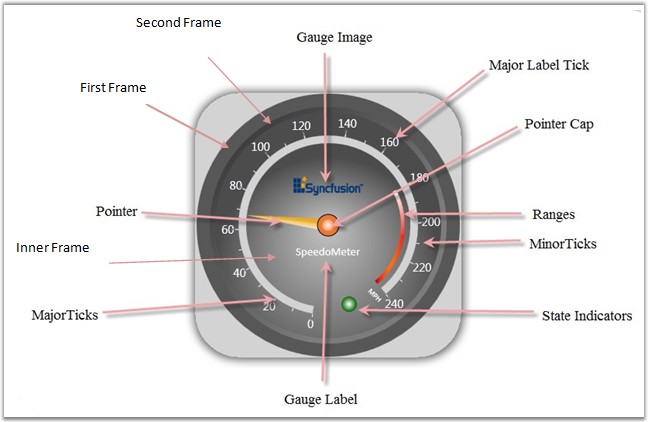 Second Frame
Gauge Image
Major Label Tick
First Frame
Pointer Cap
120
140
100
160
80
180
Syncfusion
Pointer
Ranges
60
200
MinorTicks
Inner Frame
SpeedoMeter
40
220
MajorTicks
20
MPH
240
State Indicators
0
Gauge Label